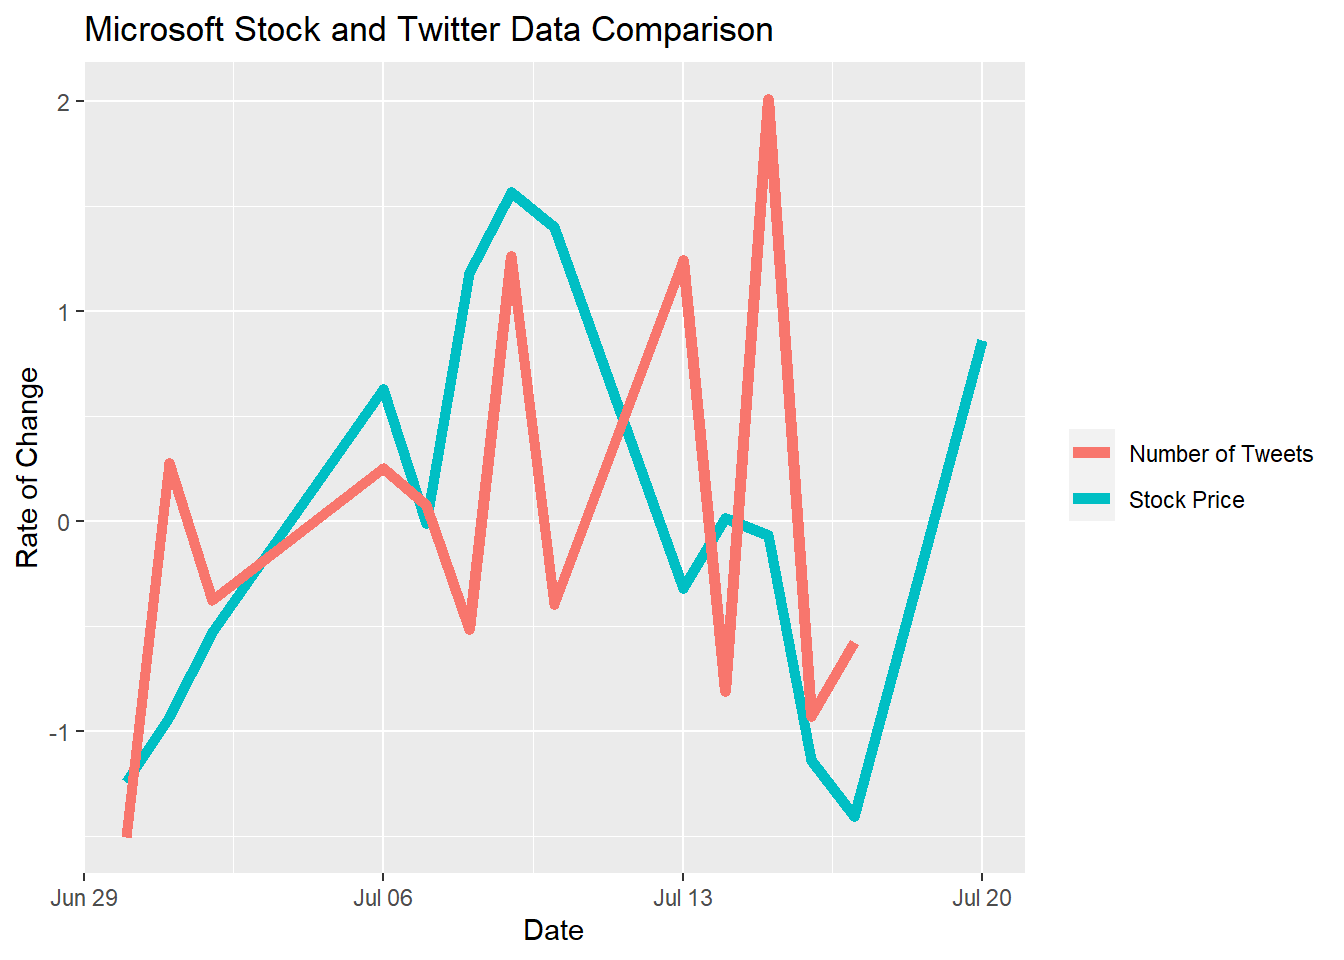 Microsoft Stock and Twitter Data Comparison
2
1
0
-1
Rate of Change
Jun 29
Jul 06
Jul 13
Jul 20
Date
Number of Tweets
Stock Price